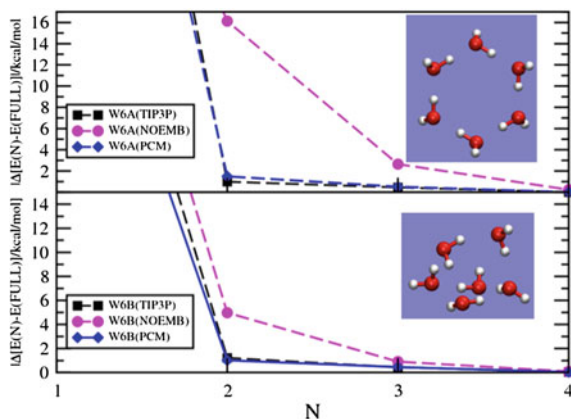 |Δ[E(N)-E(FULL)]|/kcal/mol]
16
14
12
10
8
6
4
2
W6A(TIP3P)
W6A(NOEMB)
W6A(PCM)
|Δ[E(N)-E(FULL)]|/kcal/mol]
14
12
10
8
6
4
2
0
W6B(TIP3P)
W6B(NOEMB)
W6B(PCM)
1
2
3
4
N